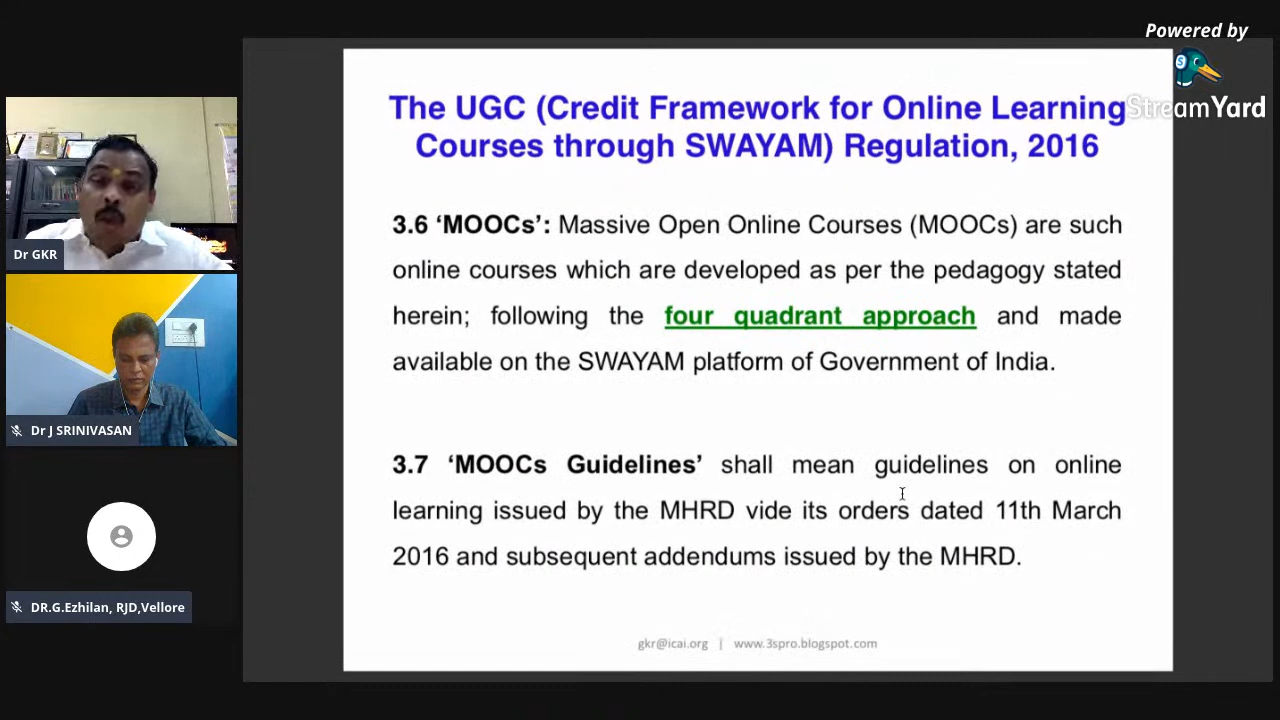 Powered by
StreamYard
The UGC (Credit Framework for Online Learning
Courses through SWAYAM) Regulation, 2016
3.6 ‘MOOCs’: Massive Open Online Courses (MOOCs) are such
online courses which are developed as per the pedagogy stated
herein; following the four quadrant approach and made
available on the SWAYAM platform of Government of India.
3.7 ‘MOOCs Guidelines’ shall mean guidelines on online
learning issued by the MHRD vide its orders dated 11th March
2016 and subsequent addendums issued by the MHRD.
gkr@icai.org | www.3spro.blogspot.com
Dr GKR
Dr J SRINIVASAN
DR.G.Ezhilan, RJD,Vellore